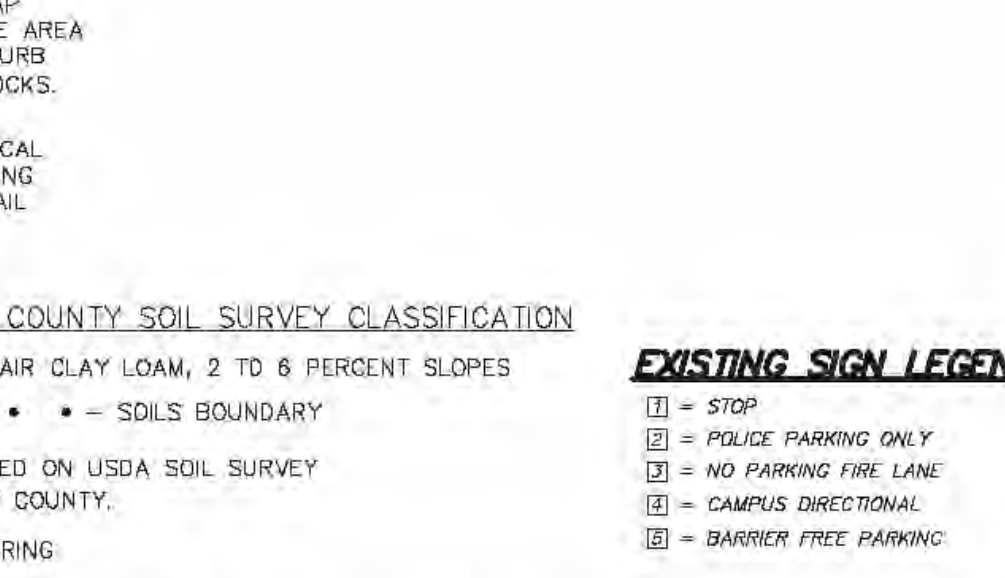 AP
E AREA
URB
OCKS.
CAL
NG
AIL
COUNTY SOIL SURVEY CLASSIFICATION
AIR CLAY LOAM, 2 TO 6 PERCENT SLOPES
• • – SOILS BOUNDARY
ED ON USDA SOIL SURVEY
COUNTY.
RING
EXISTING SIGN LEGEN
1 = STOP
2 = POLICE PARKING ONLY
3 = NO PARKING FIRE LANE
4 = CAMPUS DIRECTIONAL
5 = BARRIER FREE PARKING